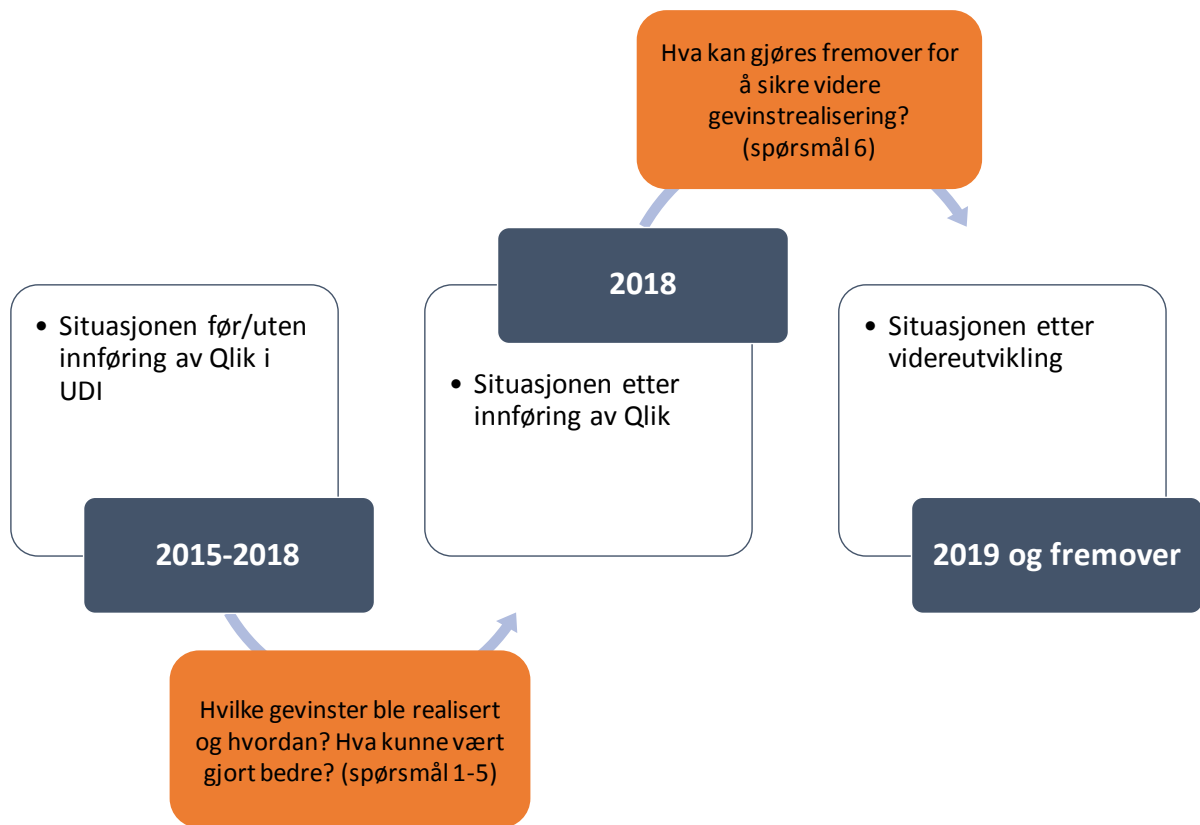 Hva kan gjøres fremover for
å sikre videre
gevinstrealisering?
(spørsmål 6)
2018
• Situasjonen før/uten
innføring av Qlik i
UDI
• Situasjonen etter
innføring av Qlik
• Situasjonen etter
videreutvikling
2015-2018
2019 og fremover
Hvilke gevinster ble realisert
og hvordan? Hva kunne vært
gjort bedre? (spørsmål 1-5)